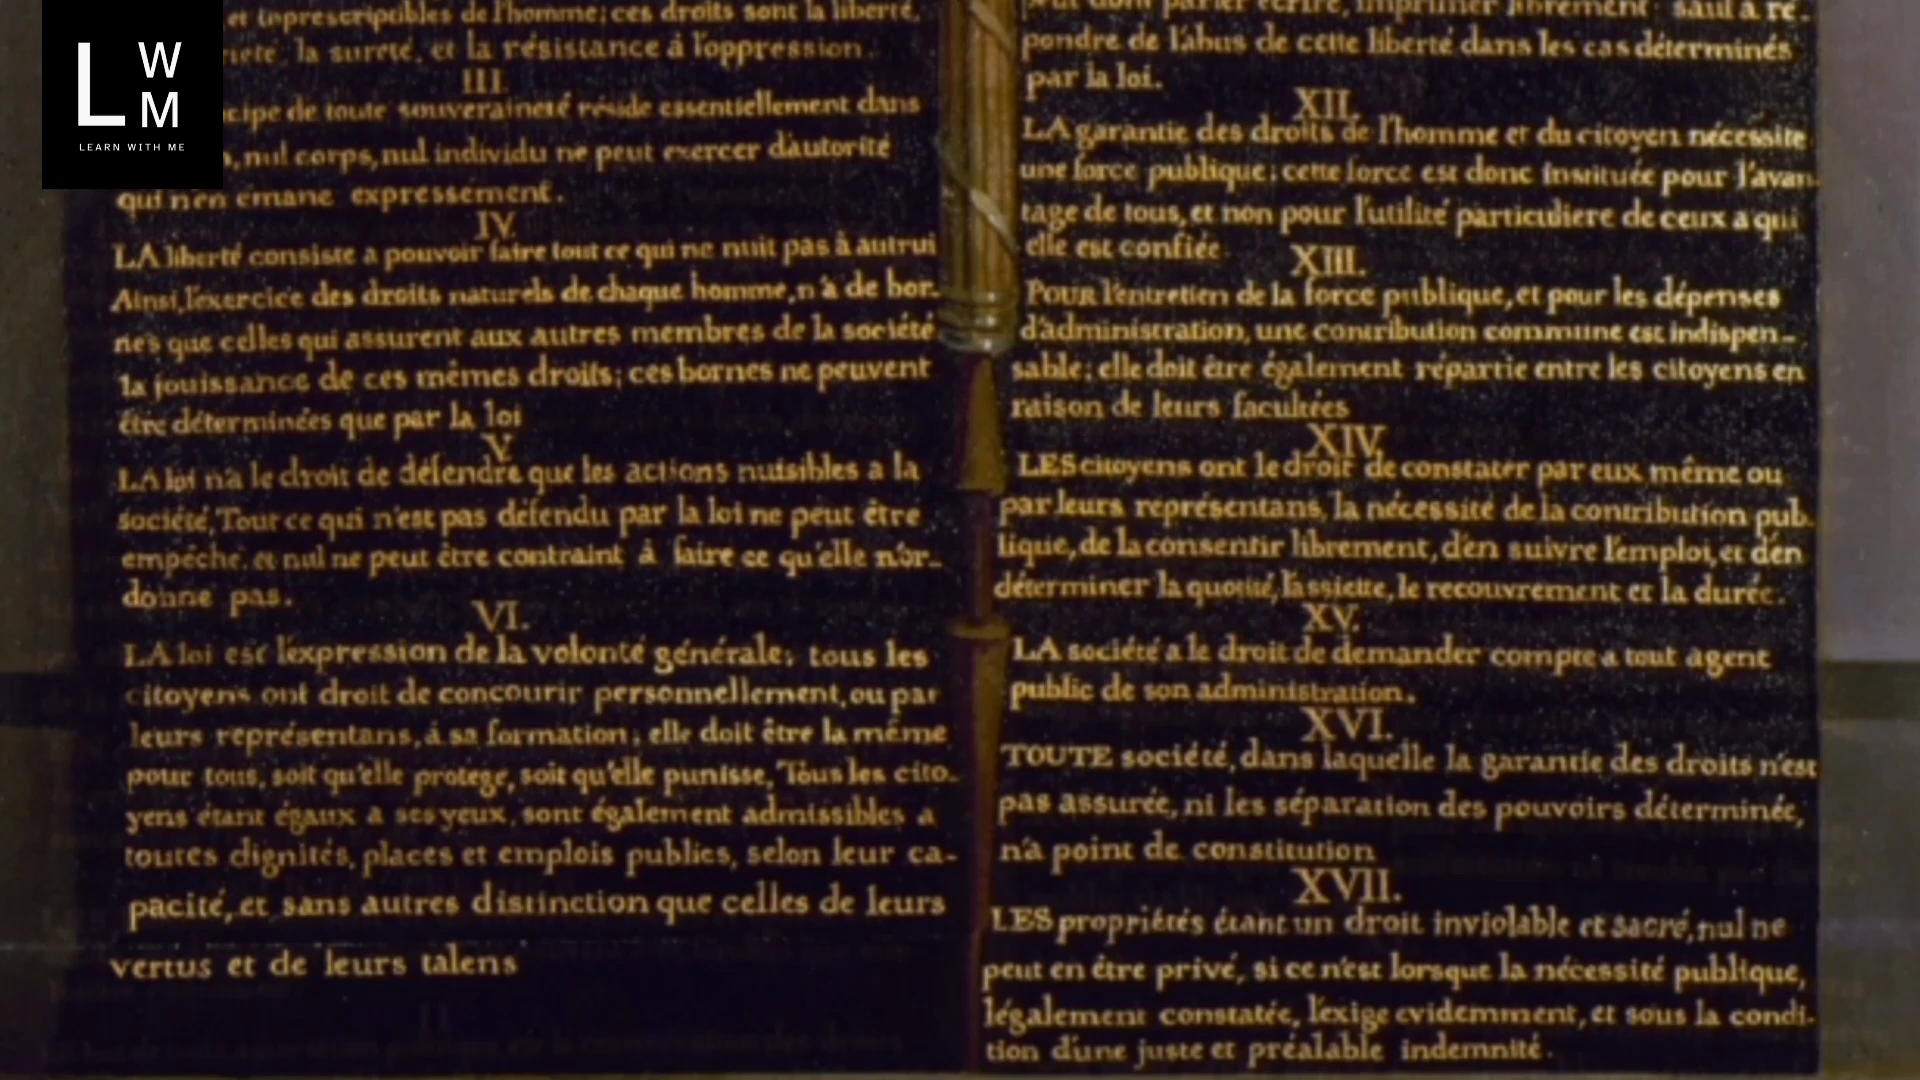 L W M
LEARN WITH ME
et inprescriptibles de l'homme; ces droits sont la liberté,
la sureté, et la résistance à l'oppression.
III.
cipe de toute souveraineté réside essentiellement dans
nul corps, nul individu ne peut exercer d'autorité
qui n'en emane expressément.
IV.
LA liberté consiste a pouvoir faire tout ce qui ne nuit pas à autrui
Ainsi, l'exercice des droits naturels de chaque homme, n'a de bor-
nes que celles qui assurent aux autres membres de la société
la jouissance de ces mêmes droits; ces bornes ne peuvent
être déterminées que par la loi
V.
LA loi n'a le droit de défendre que les actions nuisibles a la
société, Tout ce qui n'est pas défendu par la loi ne peut être
empêché, et nul ne peut être contraint à faire ce qu'elle n'or-
donne pas.
VI.
LA loi est l'expression de la volonté générale; tous les
citoyens ont droit de concourir personnellement, ou par
leurs représentans, à sa formation; elle doit être la même
pour tous, soit qu'elle protege, soit qu'elle punisse, Tous les cito-
yens étant égaux a ses yeux, sont également admissibles a
toutes dignités, places et emplois publics, selon leur ca-
pacité, et sans autres distinction que celles de leurs
vertus et de leurs talens
parler écrire, imprimer librement sauf a ré-
pondre de l'abus de cette liberté dans les cas déterminés
par la loi.
XII.
LA garantie des droits de l'homme et du citoyen nécessite
une force publique; cette force est donc instituée pour l'avan-
tage de tous, et non pour l'utilité particuliere de ceux a qui
elle est confiée.
XIII.
POUR l'entretien de la force publique, et pour les dépenses
d'administration, une contribution commune est indispen-
sable; elle doit être également répartie entre les citoyens en
raison de leurs facultées
XIV.
LES citoyens ont le droit de constater par eux même ou
par leurs représentans, la nécessité de la contribution pub-
lique, de la consentir librement, d'en suivre l'emploi, et d'en
déterminer la quotité, l'assiette, le recouvrement et la durée.
XV.
LA société a le droit de demander compte a tout agent
public de son administration.
XVI.
TOUTE société, dans laquelle la garantie des droits n'est
pas assurée, ni les séparation des pouvoirs déterminée,
n'a point de constitution
XVII.
LES propriétés étant un droit inviolable et sacré, nul ne
peut en être privé, si ce n'est lorsque la nécessité publique,
légalement constatée, l'exige evidemment, et sous la condi-
tion d'une juste et préalable indemnité.